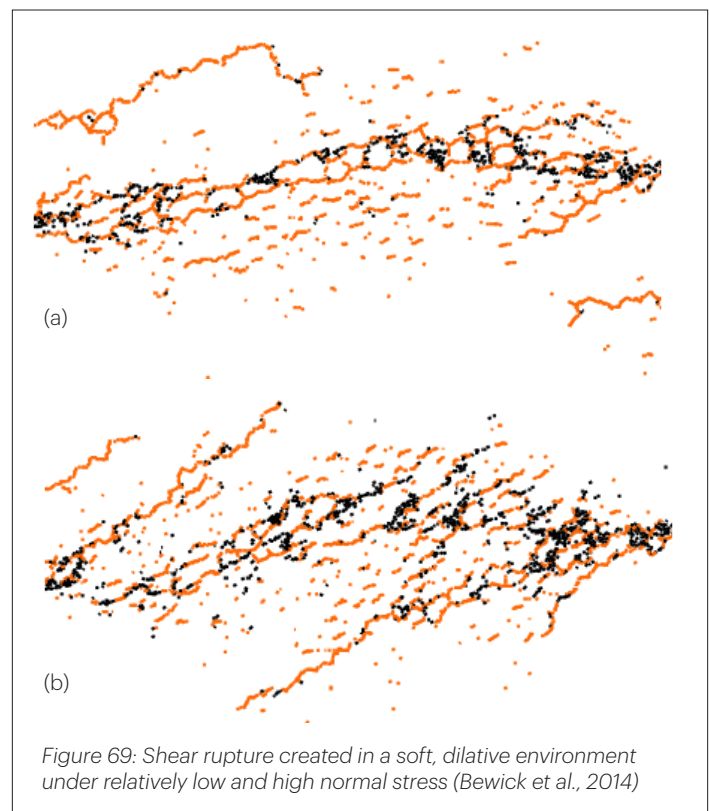 (a)
(b)
Figure 69: Shear rupture created in a soft, dilative environment
under relatively low and high normal stress (Bewick et al., 2014)